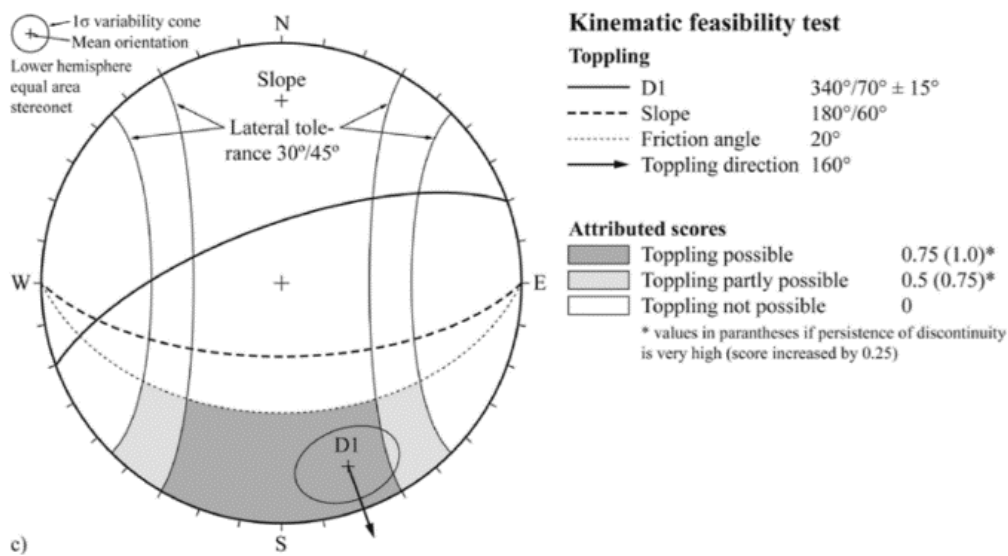 1σ variability cone
Mean orientation
Lower hemisphere
equal area
stereonet
N
Slope
Lateral tole-
rance 30°/45°
W
E
D1
S
c)
Kinematic feasibility test
Toppling
D1 340°/70° ± 15°
Slope 180°/60°
Friction angle 20°
Toppling direction 160°
Attributed scores
Toppling possible 0.75 (1.0)*
Toppling partly possible 0.5 (0.75)*
Toppling not possible 0
* values in parantheses if persistence of discontinuity
is very high (score increased by 0.25)